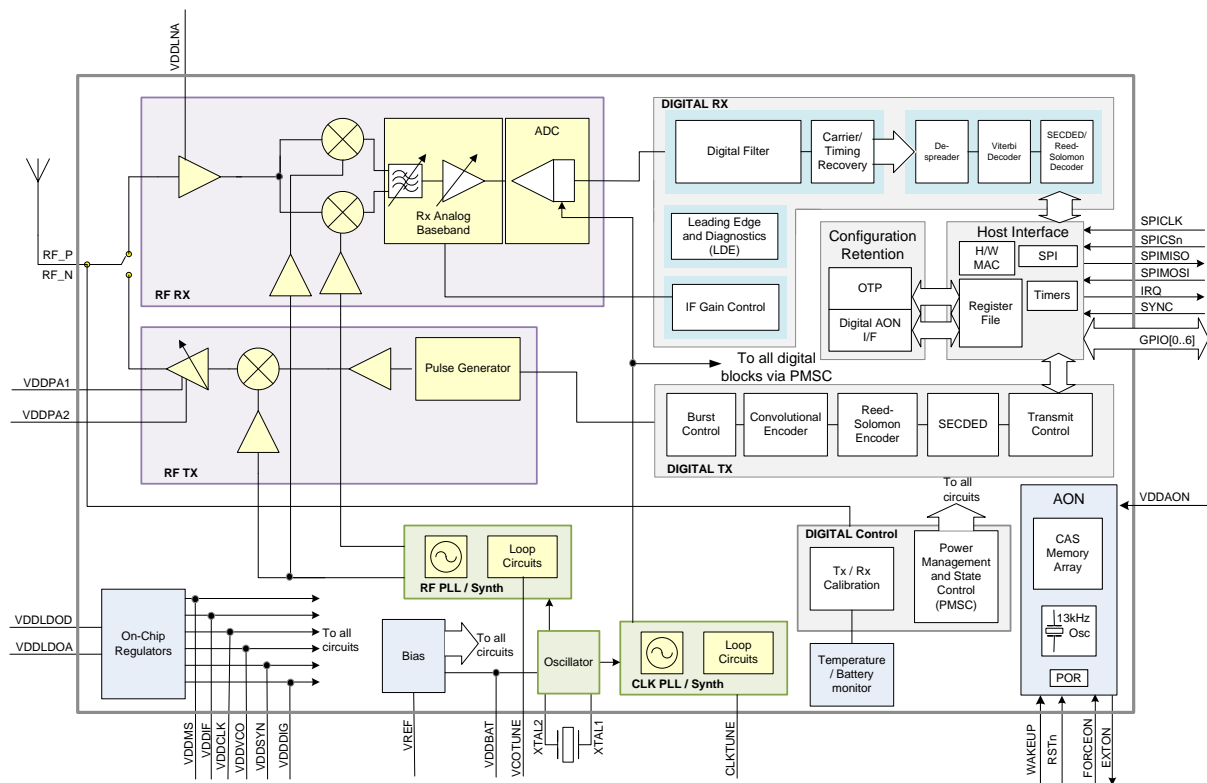 VDDLNA
DIGITAL RX
ADC
Digital Filter
Carrier/
Timing
Recovery
De-
spreader
Viterbi
Decoder
SECDED/
Reed-
Solomon
Decoder
Rx Analog
Baseband
Leading Edge
and Diagnostics
(LDE)
Configuration
Retention
Host Interface
H/W
MAC
SPI
SPICLK
SPICSn
SPIMISO
SPIMOSI
IRQ
SYNC
GPIO[0..6]
RF_P
RF_N
RF RX
IF Gain Control
OTP
Digital AON
I/F
Register
File
Timers
To all digital
blocks via PMSC
VDDPA1
VDDPA2
Pulse Generator
RF TX
Burst
Control
Convolutional
Encoder
Reed-
Solomon
Encoder
SECDED
Transmit
Control
DIGITAL TX
To all
circuits
AON
VDDAON
DIGITAL Control
Tx / Rx
Calibration
Power
Management
and State
Control
(PMSC)
CAS
Memory
Array
13kHz
Osc
POR
Loop
Circuits
RF PLL / Synth
VDDLDOD
VDDLDOA
On-Chip
Regulators
To all
circuits
Bias
To all
circuits
Oscillator
Loop
Circuits
CLK PLL / Synth
Temperature
/ Battery
monitor
VDDMS
VDDIF
VDDCLK
VDDVCO
VDDSYN
VDDDIG
VREF
VDDBAT
VCOTUNE
XTAL2
XTAL1
CLKTUNE
WAKEUP
RSTn
FORCEON
EXTON